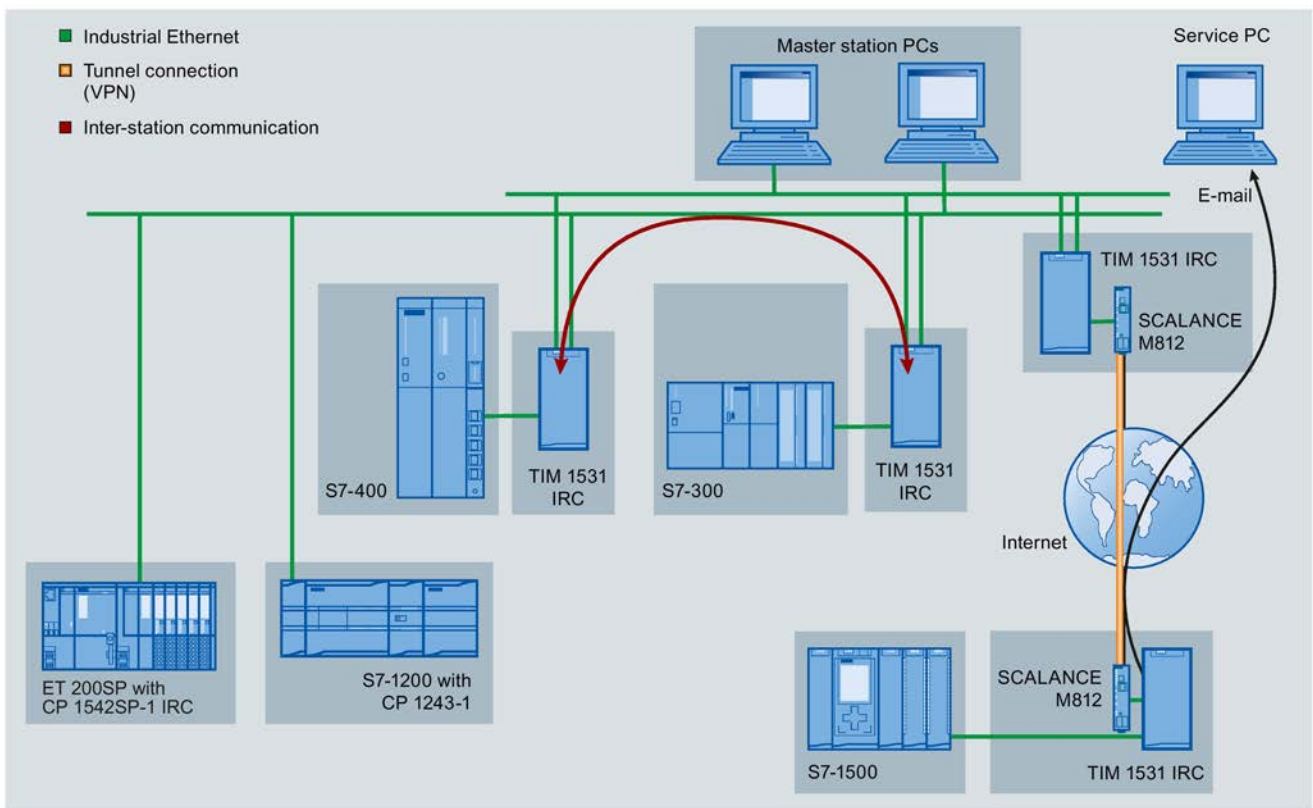 Industrial Ethernet
Tunnel connection
(VPN)
Inter-station communication
Master station PCs
Service PC
E-mail
TIM 1531 IRC
SCALANCE
M812
S7-400
TIM 1531
IRC
S7-300
TIM 1531
IRC
Internet
ET 200SP with
CP 1542SP-1 IRC
S7-1200 with
CP 1243-1
S7-1500
SCALANCE
M812
TIM 1531 IRC